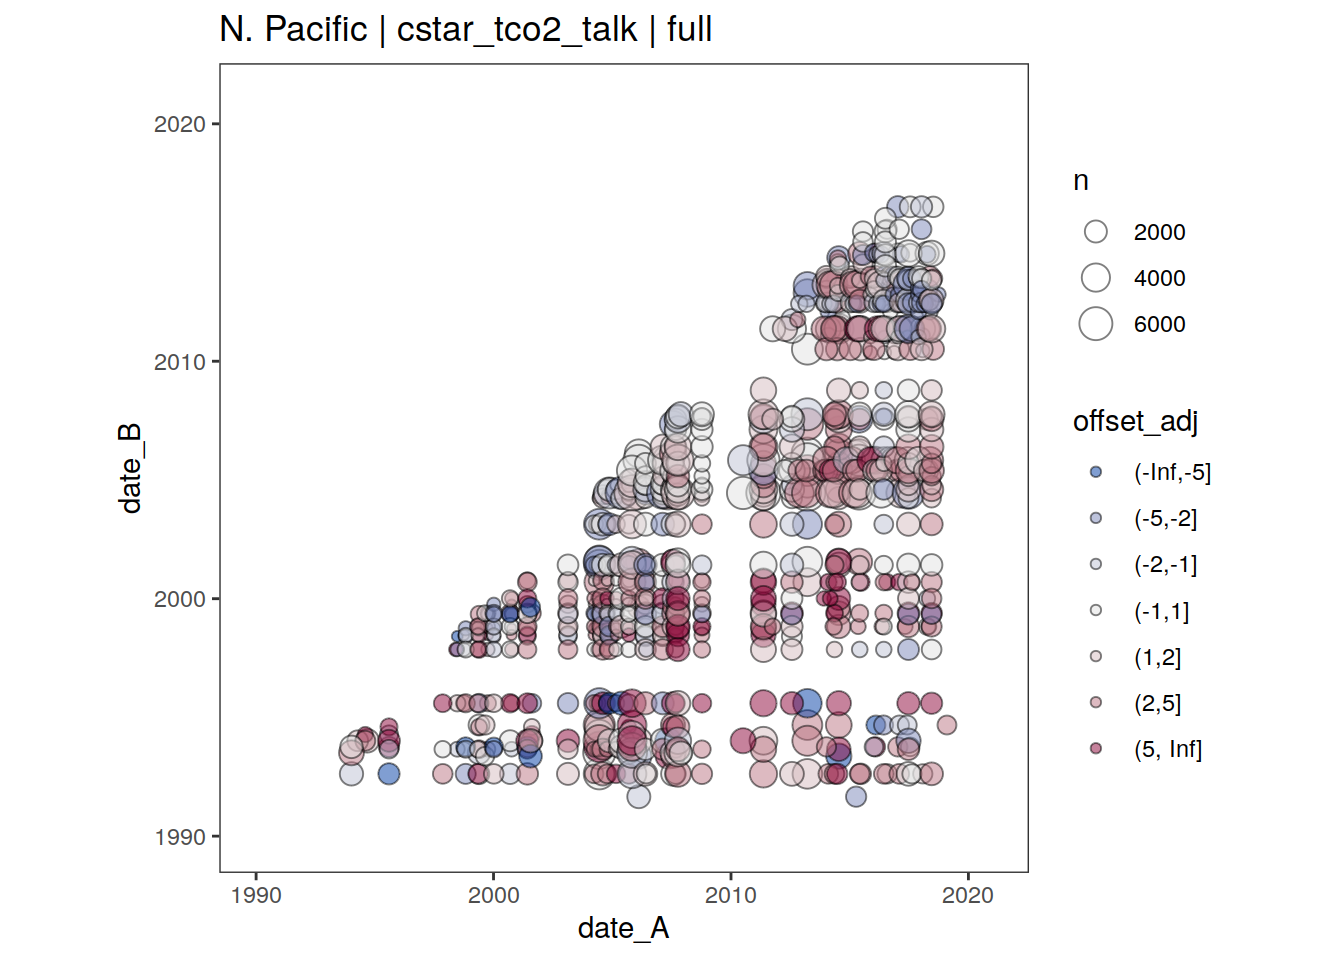 N. Pacific | cstar_tco2_talk | full
2020
2010
2000
1990
date_B
1990
2000
2010
2020
date_A
n
2000
4000
6000
offset_adj
(-Inf,-5]
(-5,-2]
(-2,-1]
(-1,1]
(1,2]
(2,5]
(5, Inf]